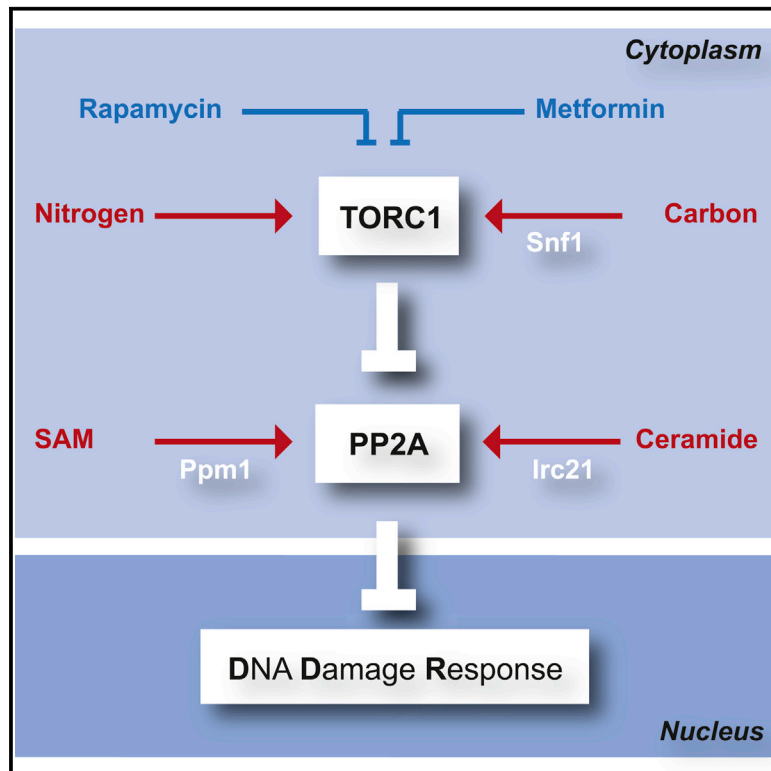 Cytoplasm
Rapamycin Metformin
Nitrogen TORC1 Carbon
Snf1
SAM PP2A Ceramide
Ppm1 Irc21
DNA Damage Response
Nucleus